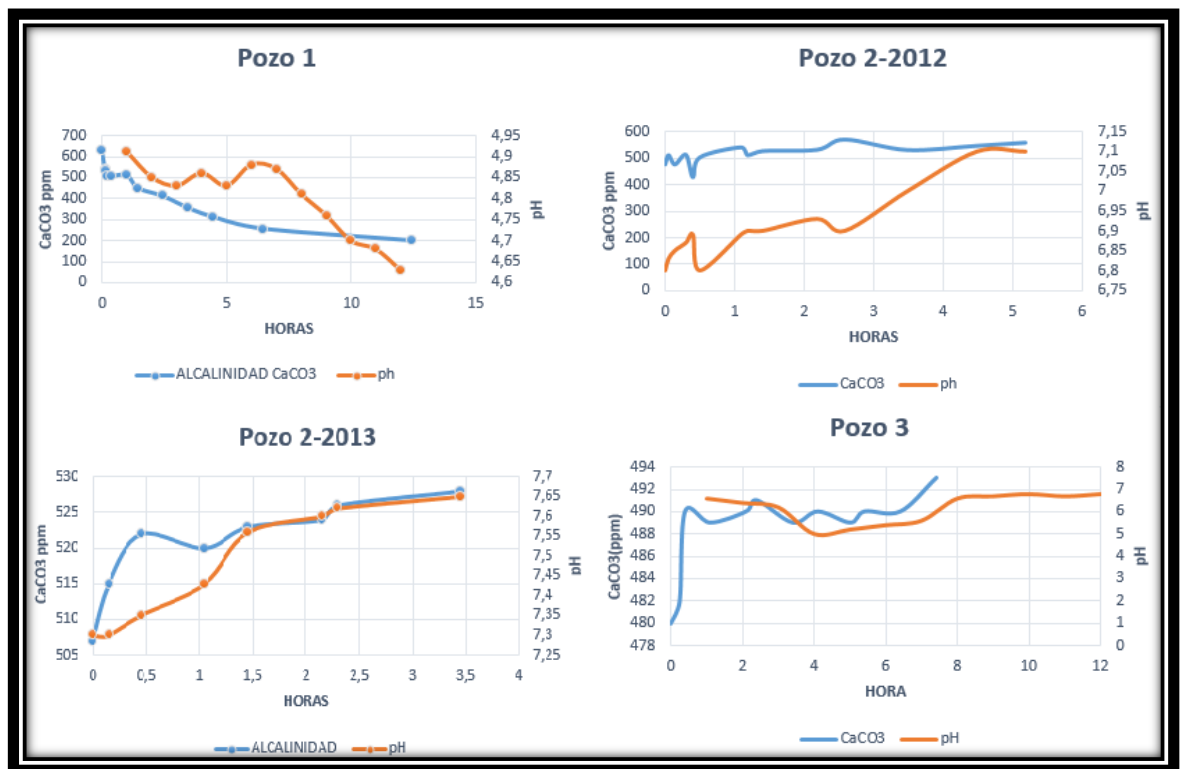 Pozo 1
700
600
500
400
300
200
100
0
CaCO3 ppm
4,95
4,9
4,85
4,8
4,75
4,7
4,65
4,6
pH
0 5 10 15
HORAS
ALCALINIDAD CaCO3 ph
Pozo 2-2012
600
500
400
300
200
100
0
CaCO3 ppm
7,15
7,1
7,05
7
6,95
6,9
6,85
6,8
6,75
pH
0 1 2 3 4 5 6
HORAS
CaCO3 ph
Pozo 2-2013
530
525
520
515
510
505
CaCO3 ppm
7,7
7,65
7,6
7,55
7,5
7,45
7,4
7,35
7,3
7,25
pH
0 0,5 1 1,5 2 2,5 3 3,5 4
HORAS
ALCALINIDAD pH
Pozo 3
494
492
490
488
486
484
482
480
478
CaCO3(ppm)
8
7
6
5
4
3
2
1
0
pH
0 2 4 6 8 10 12
HORA
CaCO3 pH